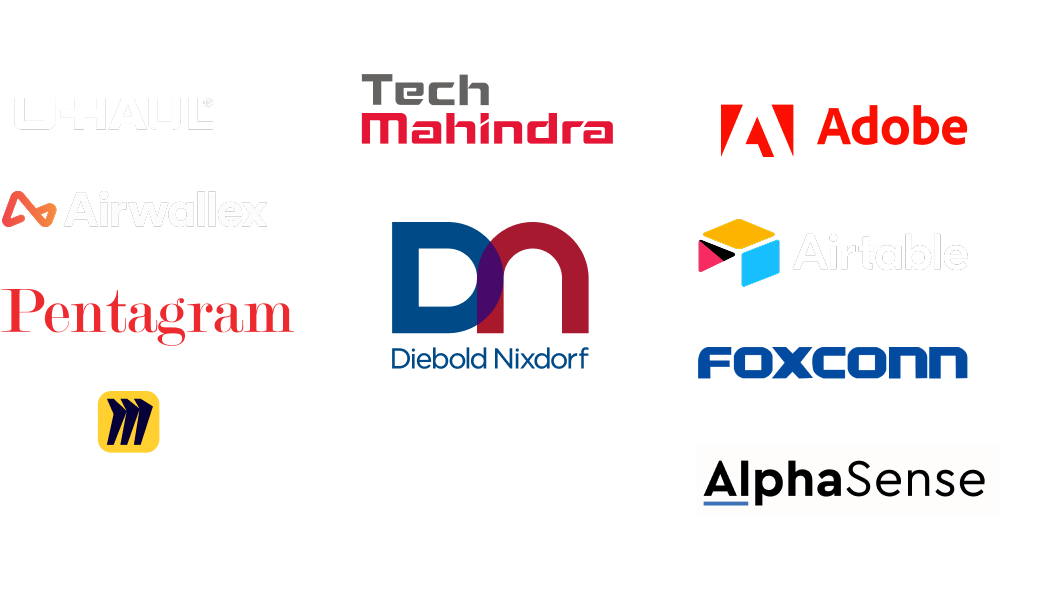 U-HAUL®
Airwallex
Pentagram
Tech
Mahindra
Diebold Nixdorf
Adobe
Airtable
FOXCONN
AlphaSense